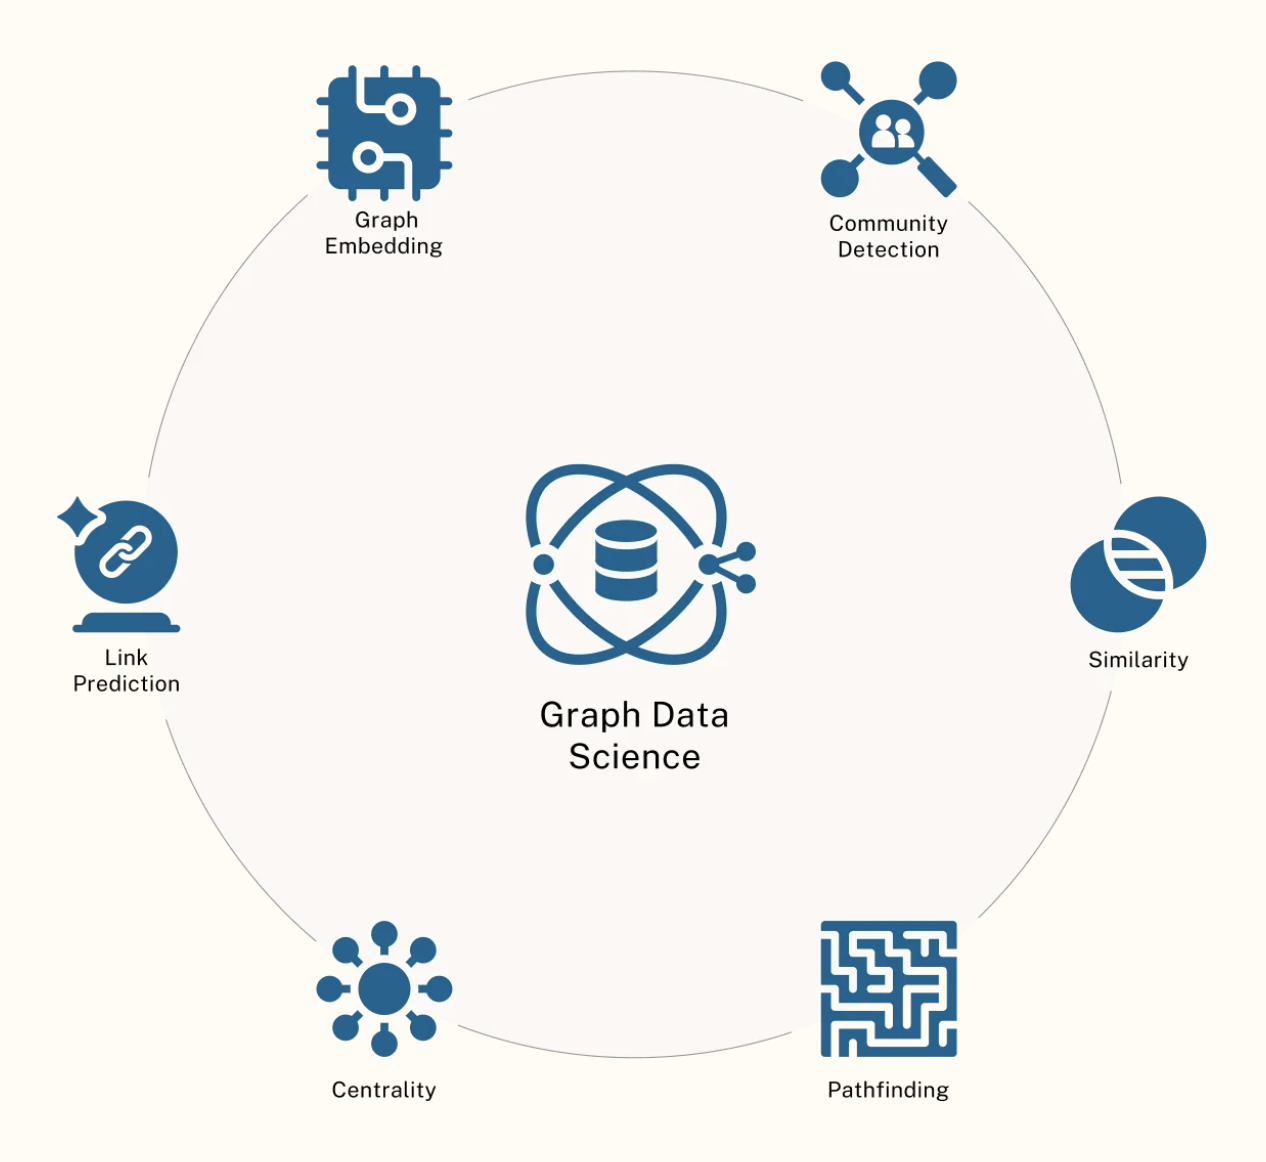 Graph
Embedding
Community
Detection
Link
Prediction
Similarity
Graph Data
Science
Centrality
Pathfinding